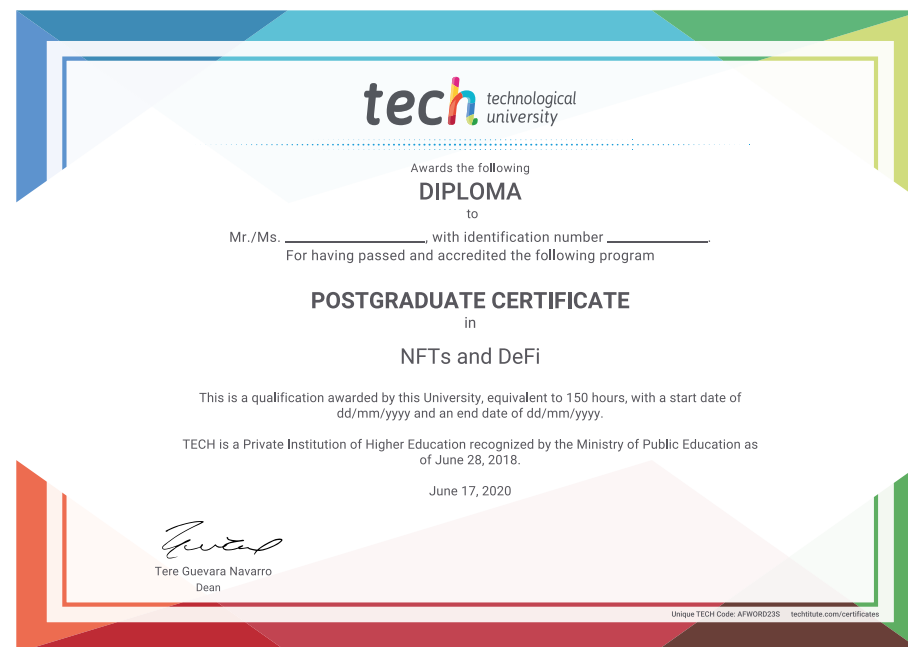 tech technological
university
Awards the following
DIPLOMA
to
Mr./Ms. ____________________, with identification number ______________.
For having passed and accredited the following program
POSTGRADUATE CERTIFICATE
in
NFTs and DeFi
This is a qualification awarded by this University, equivalent to 150 hours, with a start date of
dd/mm/yyyy and an end date of dd/mm/yyyy.
TECH is a Private Institution of Higher Education recognized by the Ministry of Public Education as
of June 28, 2018.
June 17, 2020
Tere Guevara Navarro
Dean
Unique TECH Code: AFWORD23S techtitute.com/certificates